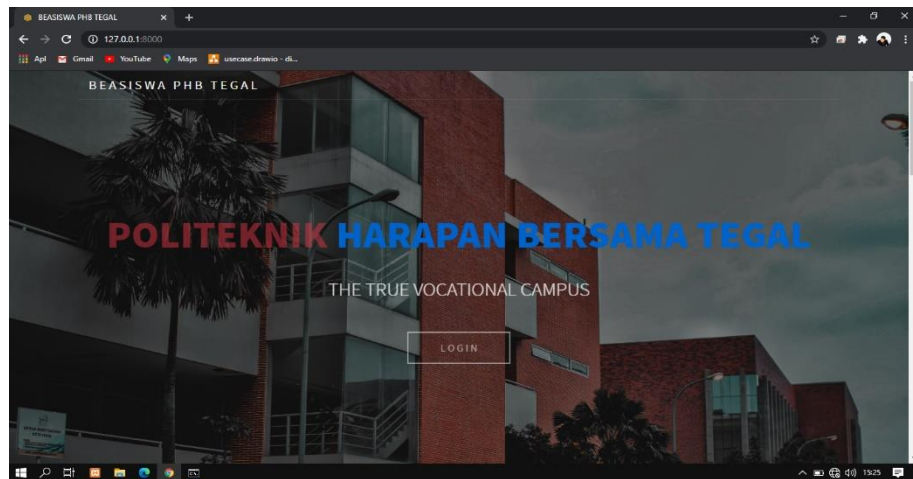 BEASISWA PHB TEGAL
127.0.0.1:8000
Apl Gmail YouTube Maps usecase.drawio - di...
BEASISWA PHB TEGAL
POLITEKNIK HARAPAN BERSAMA TEGAL
THE TRUE VOCATIONAL CAMPUS
LOGIN
15:25